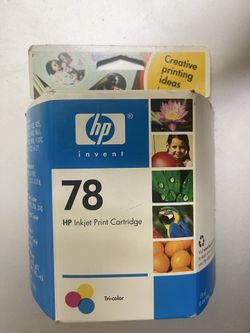 Creative
printing
ideas
hp
invent
78
HP Inkjet Print Cartridge
Tri-color